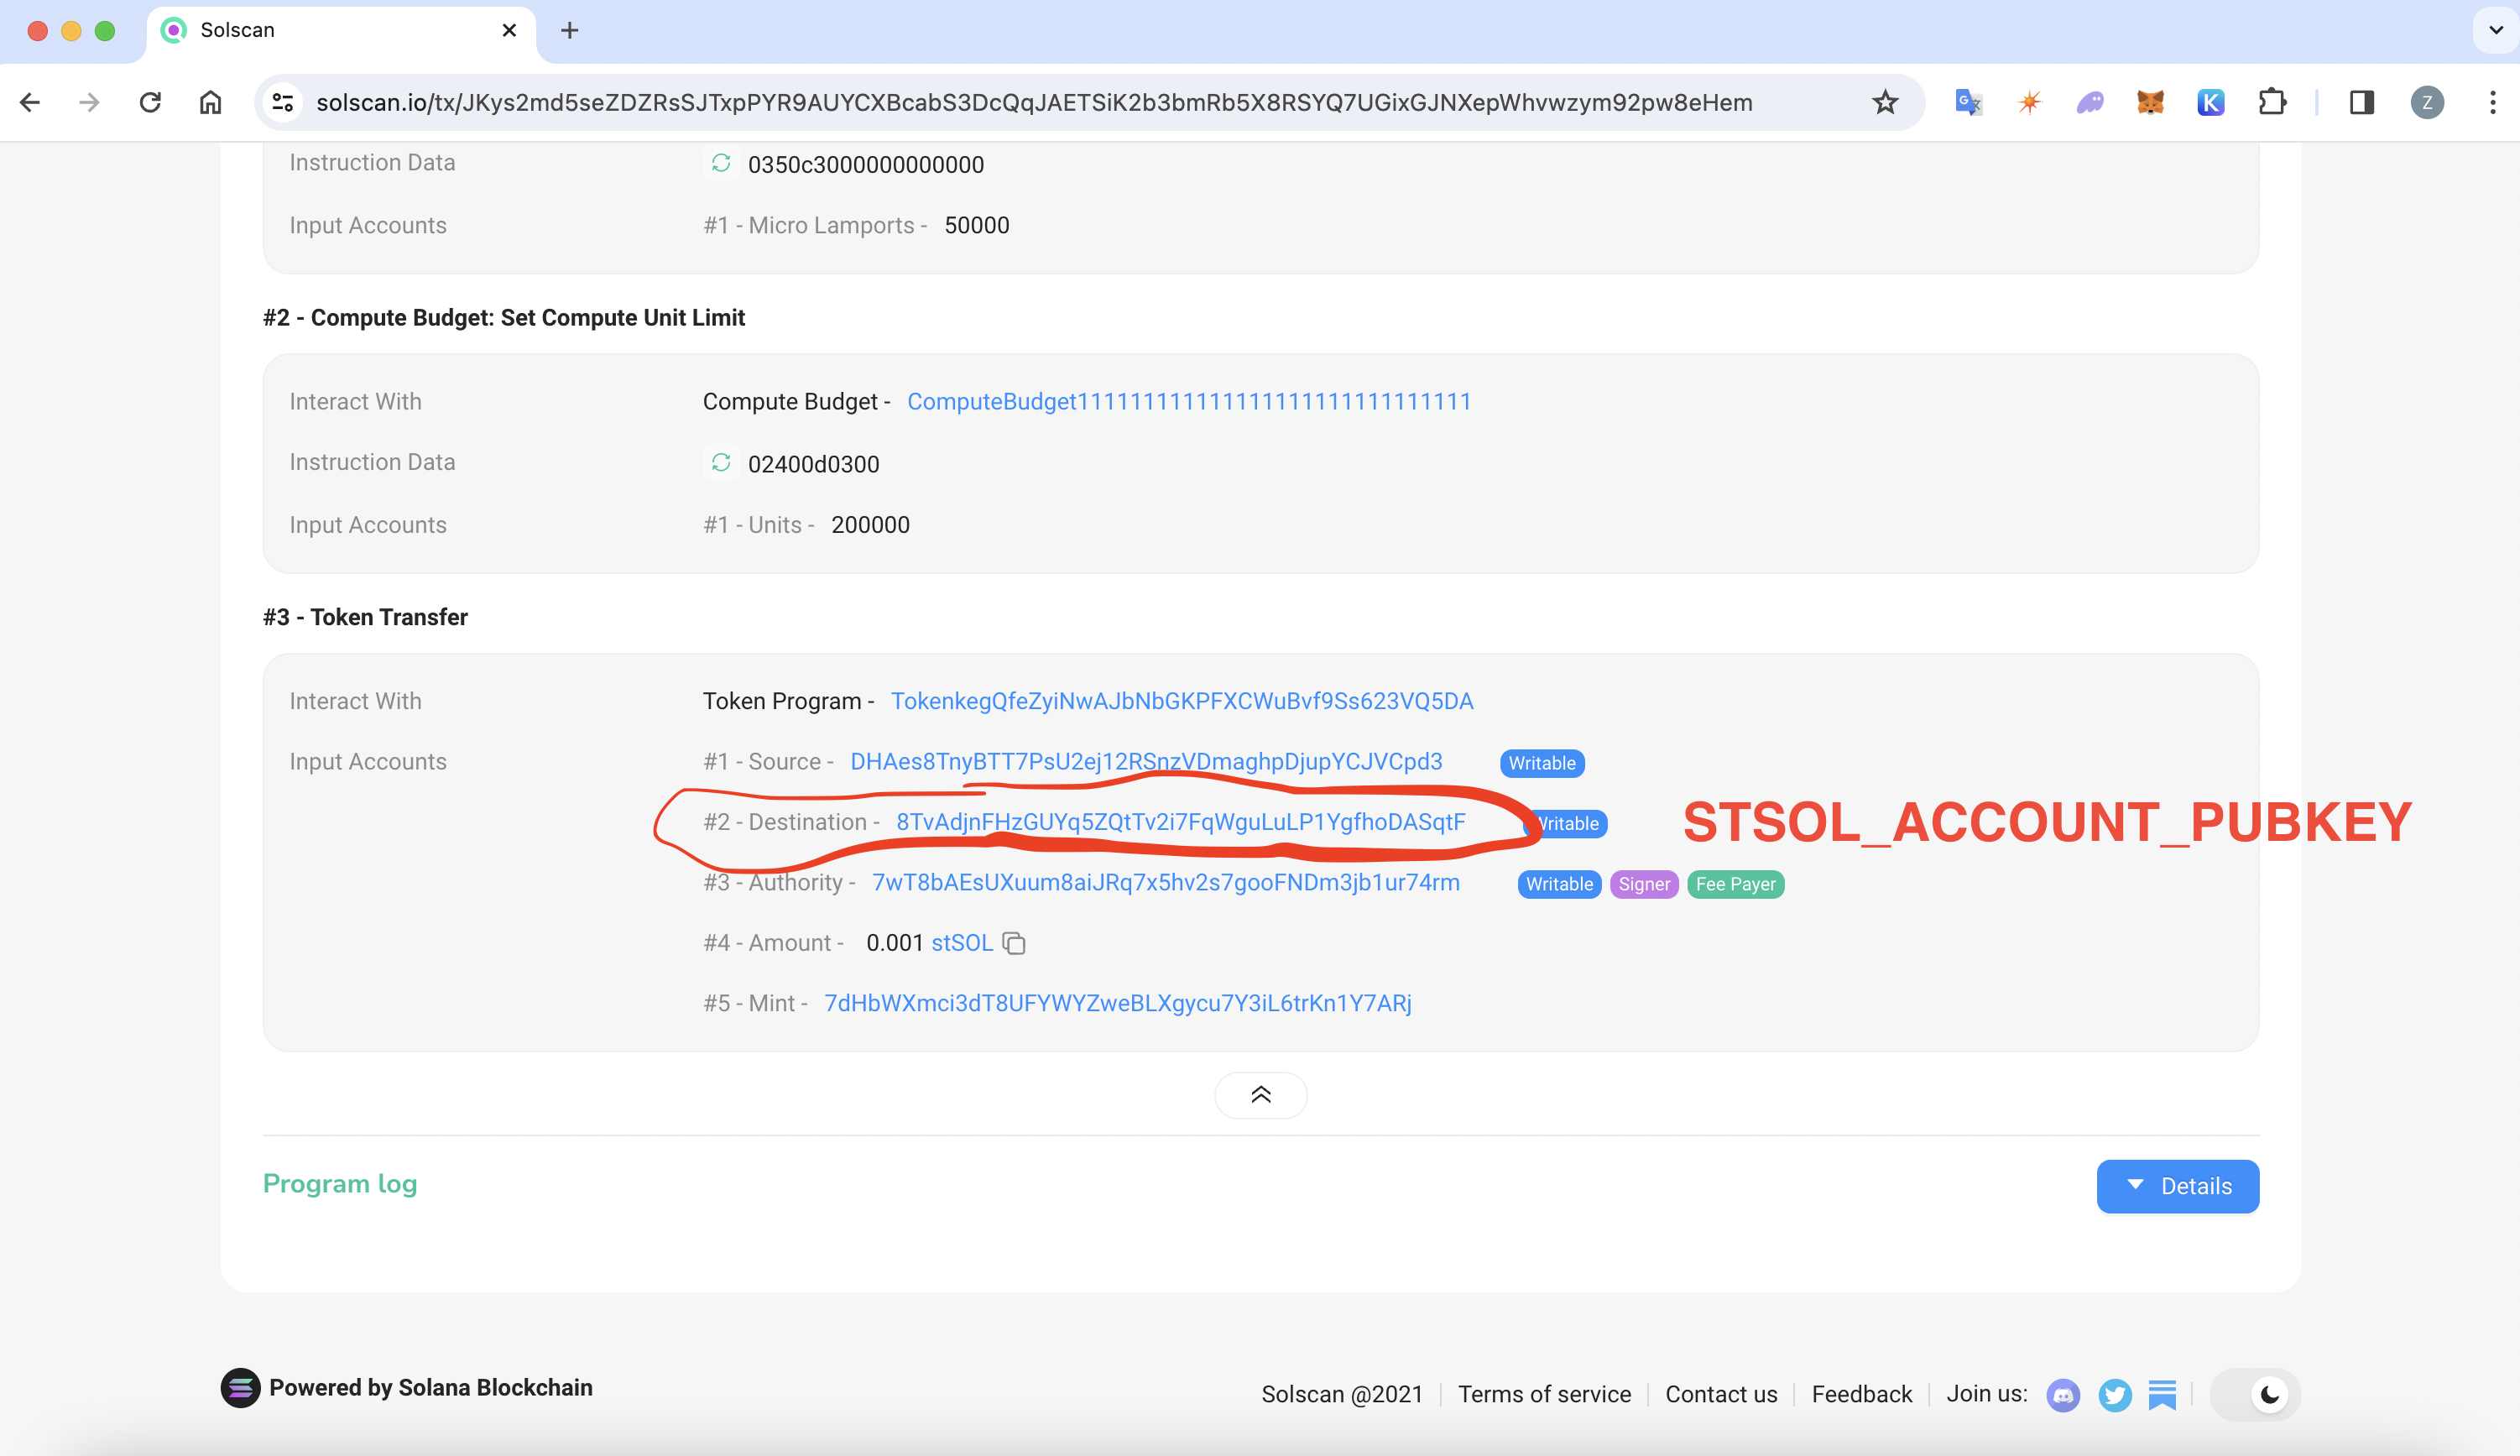 Solscan
solscan.io/tx/JKys2md5seZDZRsSJTxpPYR9AUYCXBcabS3DcQqJAETSiK2b3bmRb5X8RSYQ7UGixGJNXepWhvwzym92pw8eHem
Z
Instruction Data 0350c3000000000000
Input Accounts #1 - Micro Lamports - 50000
#2 - Compute Budget: Set Compute Unit Limit
Interact With Compute Budget - ComputeBudget111111111111111111111111111111
Instruction Data 02400d0300
Input Accounts #1 - Units - 200000
#3 - Token Transfer
Interact With Token Program - TokenkegQfeZyiNwAJbNbGKPFXCWuBvf9Ss623VQ5DA
Input Accounts #1 - Source - DHAes8TnyBTT7PsU2ej12RSnzVDmaghpDjupYCJVCpd3 Writable
#2 - Destination - 8TvAdjnFHzGUYq5ZQtTv2i7FqWguLuLP1YgfhoDASqtF Writable STSOL_ACCOUNT_PUBKEY
#3 - Authority - 7wT8bAEsUXuum8aiJRq7x5hv2s7gooFNDm3jb1ur74rm Writable Signer Fee Payer
#4 - Amount - 0.001 stSOL
#5 - Mint - 7dHbWXmci3dT8UFYWYZweBLXgycu7Y3iL6trKn1Y7ARj
Program log Details
Powered by Solana Blockchain
Solscan @2021 Terms of service Contact us Feedback Join us: